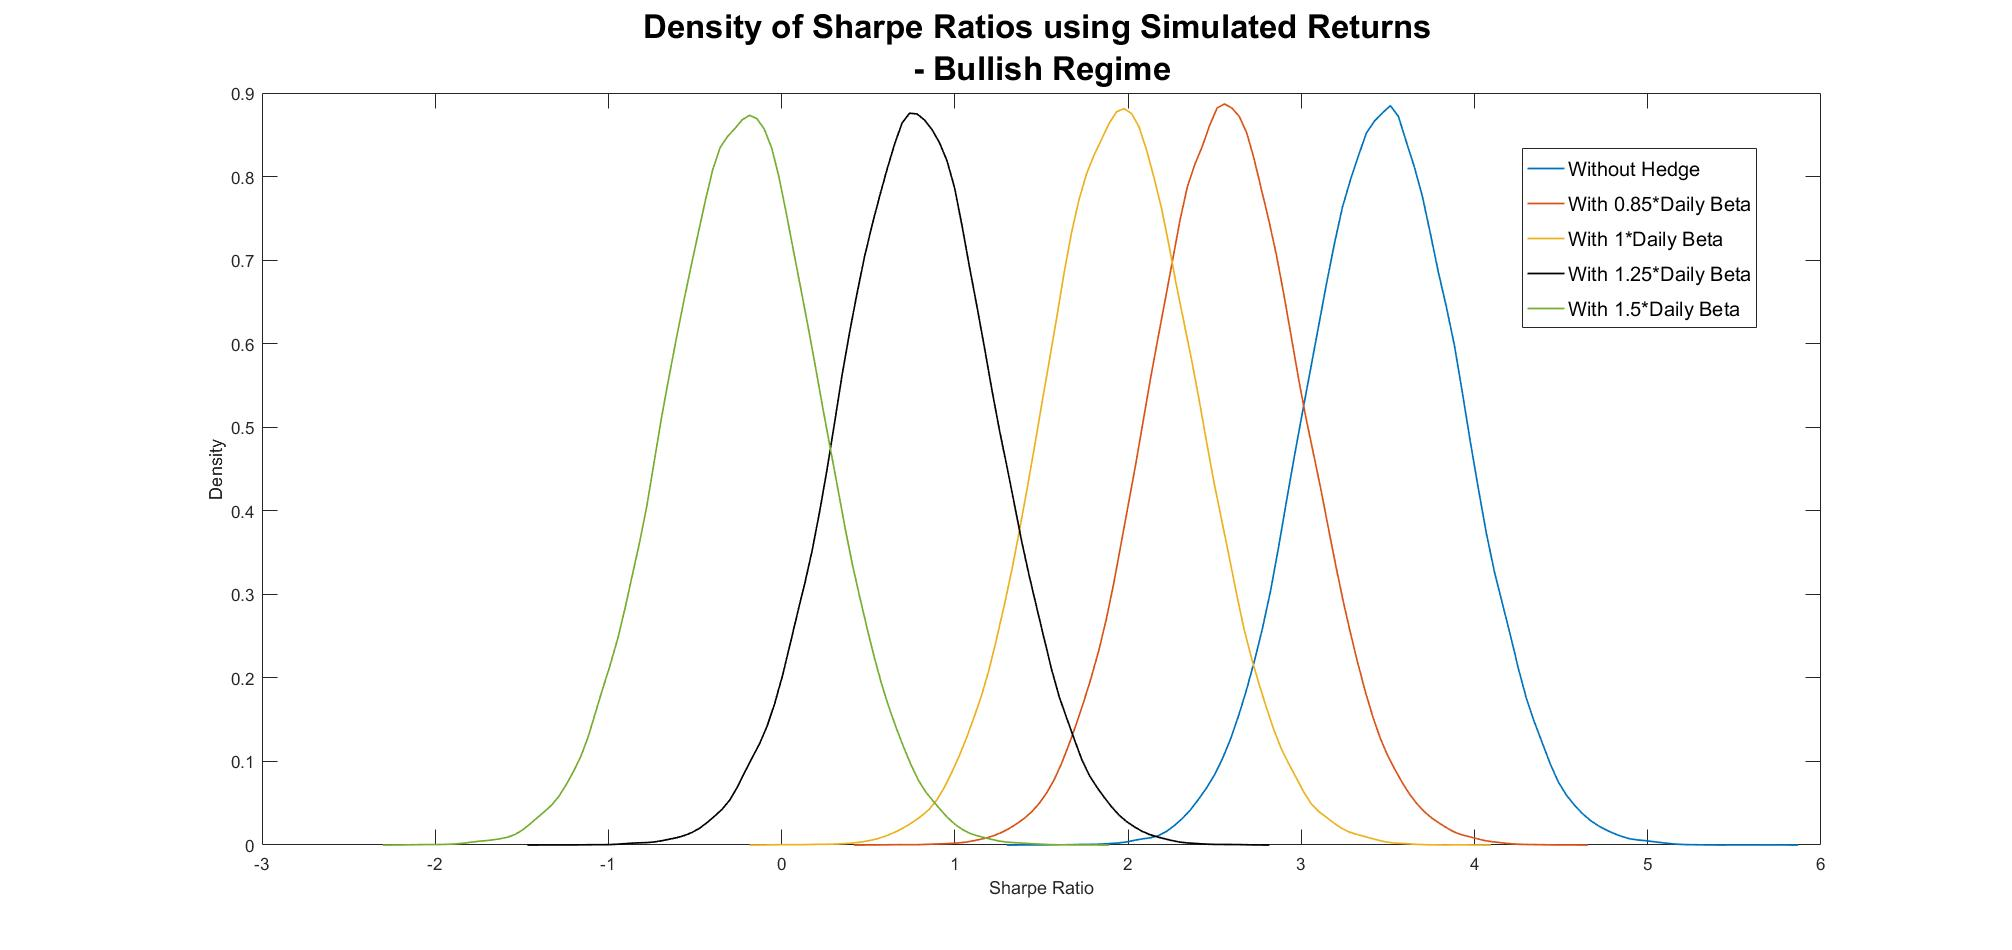 Density of Sharpe Ratios using Simulated Returns
- Bullish Regime
0.9
0.8
0.7
0.6
0.5
0.4
0.3
0.2
0.1
0
Density
Without Hedge
With 0.85*Daily Beta
With 1*Daily Beta
With 1.25*Daily Beta
With 1.5*Daily Beta
-3 -2 -1 0 1 2 3 4 5 6
Sharpe Ratio